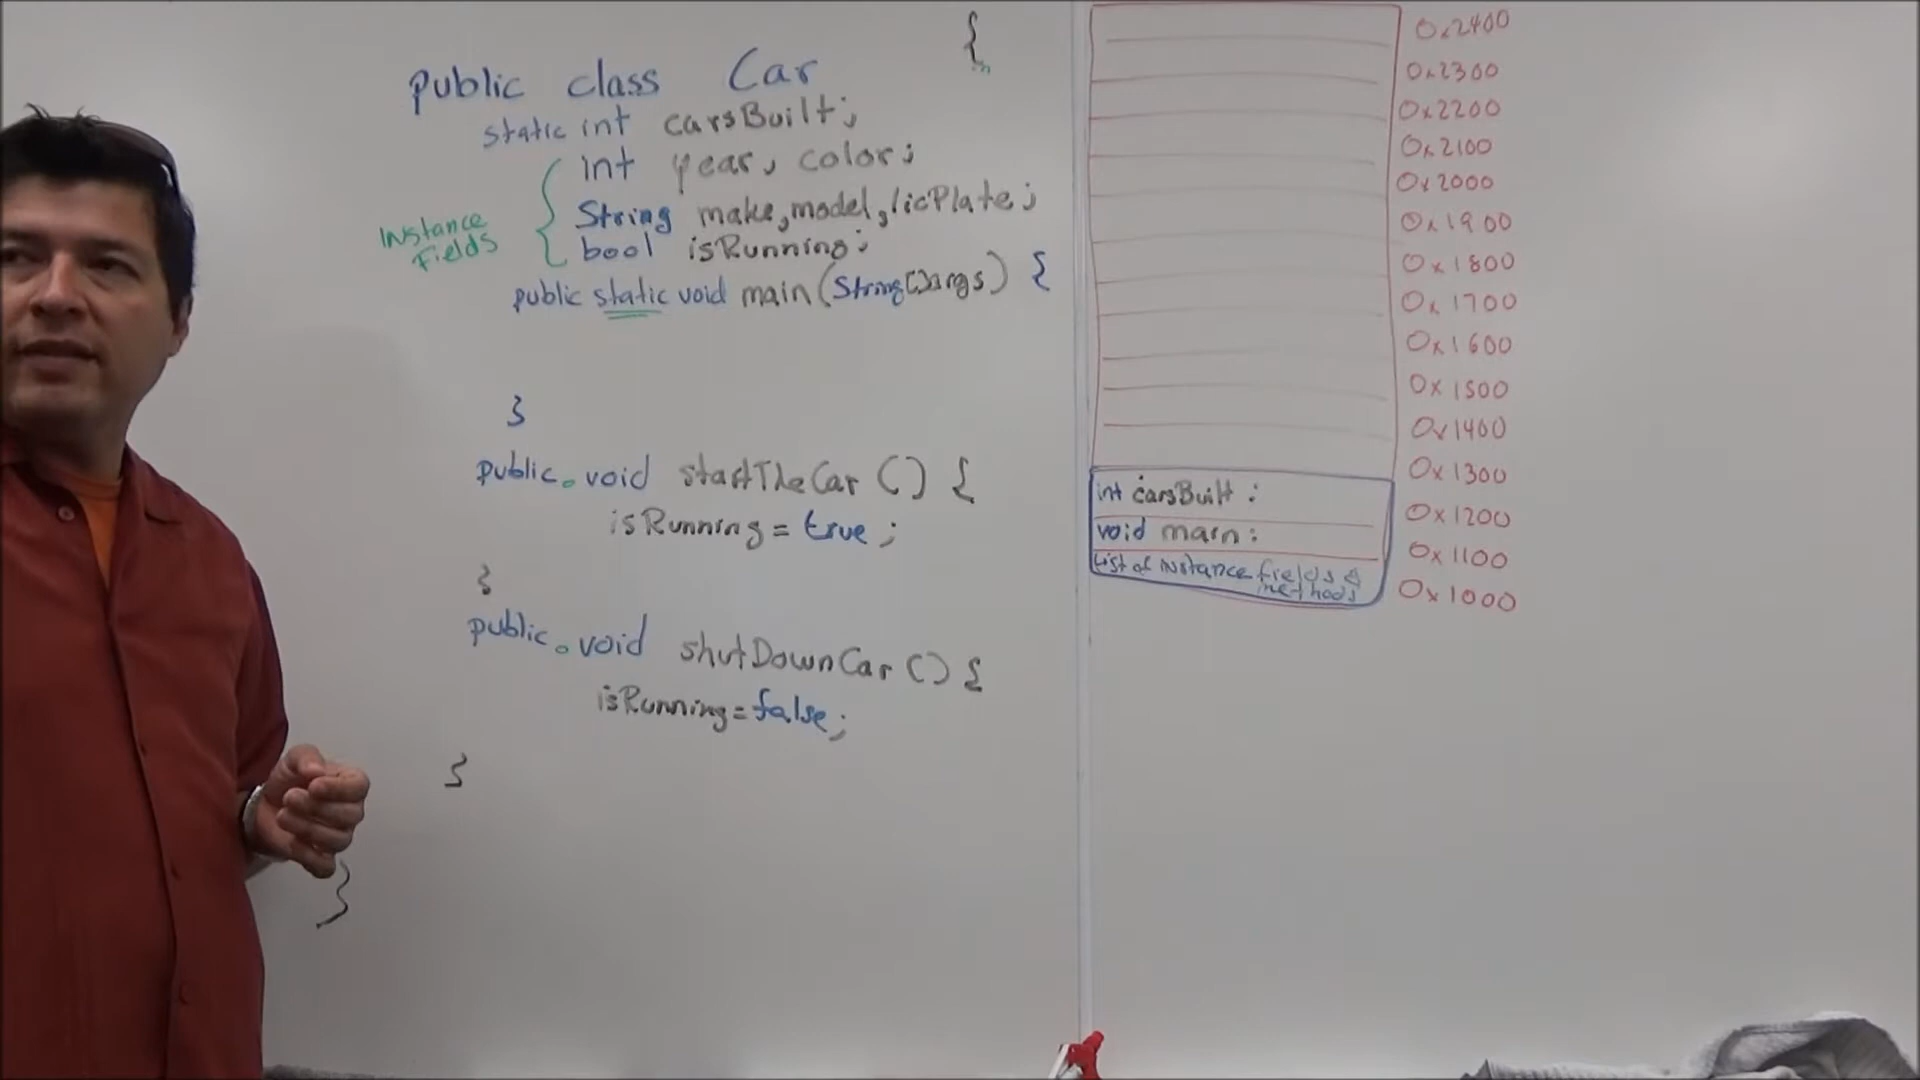 public class Car {
static int carsBuilt;
int year, color;
String make, model, licPlate;
bool isRunning;
Instance
Fields
public static void main(String[] args) {
}
public void startTheCar () {
isRunning = true;
}
public void shutDownCar () {
isRunning = false;
}
}
0x2400
0x2300
0x2200
0x2100
0x2000
0x1900
0x1800
0x1700
0x1600
0x1500
0x1400
0x1300
int carsBuilt :
0x1200
void main :
0x1100
List of instance fields &
methods
0x1000